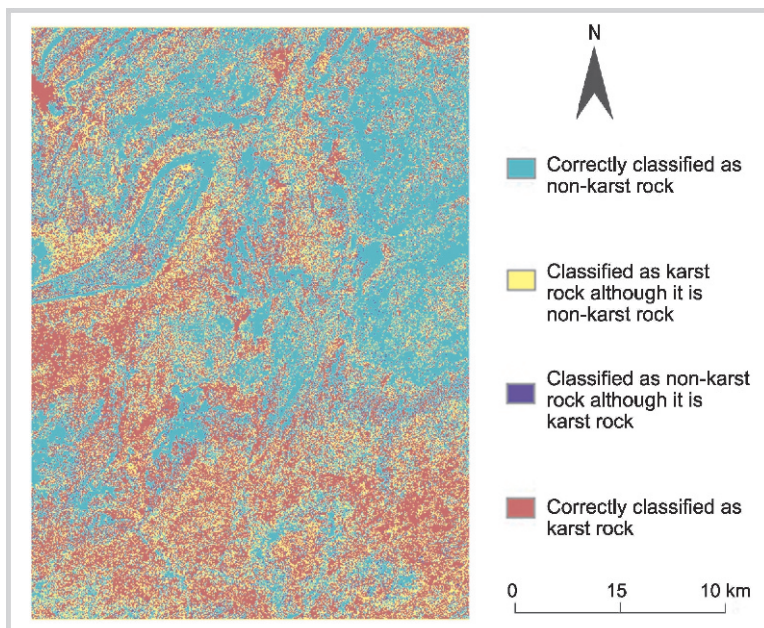 N
Correctly classified as
non-karst rock
Classified as karst
rock although it is
non-karst rock
Classified as non-karst
rock although it is
karst rock
Correctly classified as
karst rock
0 15 10 km